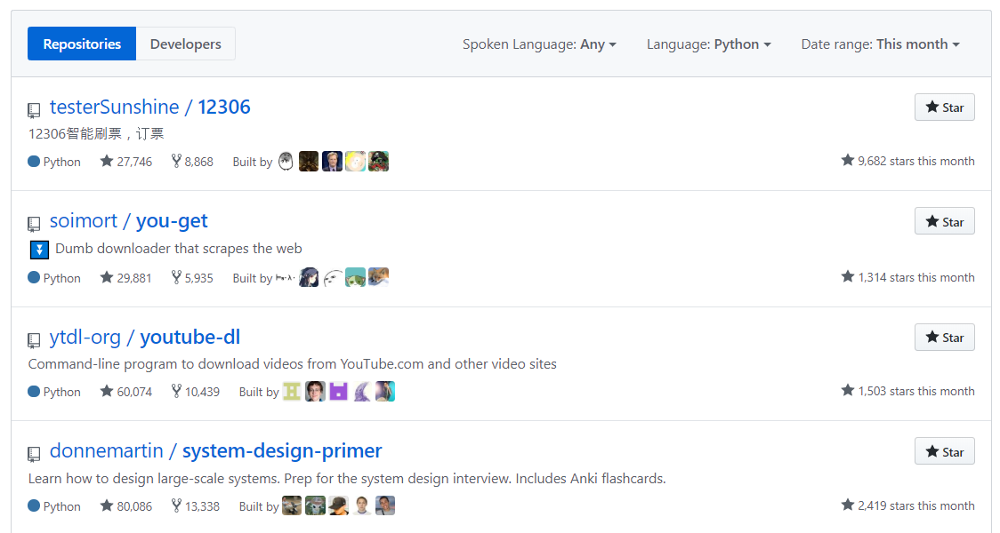 Repositories Developers Spoken Language: Any Language: Python Date range: This month
testerSunshine / 12306 Star
12306智能刷票，订票
Python 27,746 8,868 Built by 9,682 stars this month
soimort / you-get Star
Dumb downloader that scrapes the web
Python 29,881 5,935 Built by 1,314 stars this month
ytdl-org / youtube-dl Star
Command-line program to download videos from YouTube.com and other video sites
Python 60,074 10,439 Built by 1,503 stars this month
donnemartin / system-design-primer Star
Learn how to design large-scale systems. Prep for the system design interview. Includes Anki flashcards.
Python 80,086 13,338 Built by 2,419 stars this month